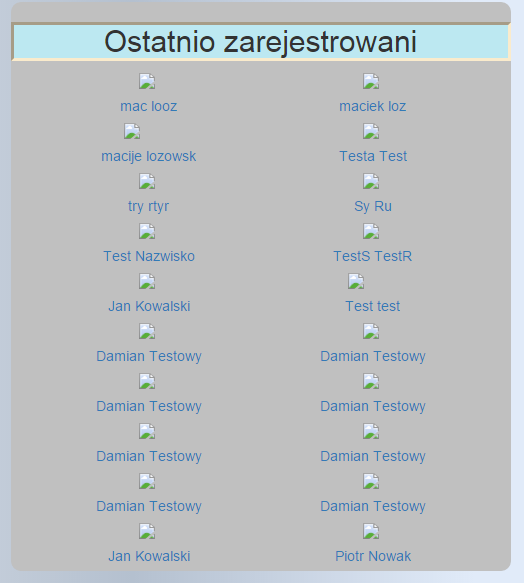 Ostatnio zarejestrowani
mac looz maciek loz
macije lozowsk Testa Test
try rtyr Sy Ru
Test Nazwisko TestS TestR
Jan Kowalski Test test
Damian Testowy Damian Testowy
Damian Testowy Damian Testowy
Damian Testowy Damian Testowy
Damian Testowy Damian Testowy
Jan Kowalski Piotr Nowak